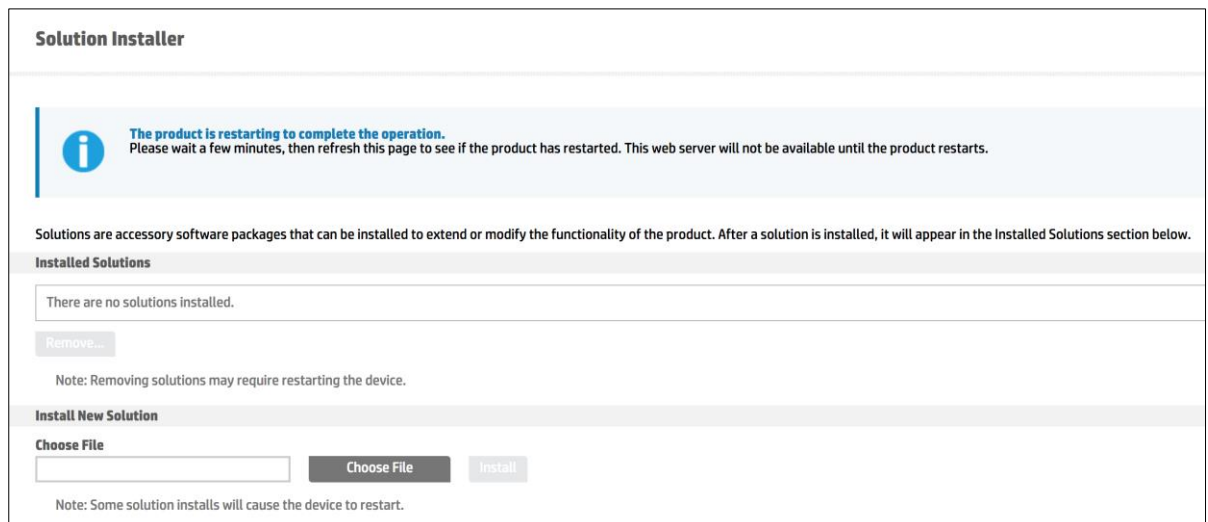 Solution Installer
The product is restarting to complete the operation.
Please wait a few minutes, then refresh this page to see if the product has restarted. This web server will not be available until the product restarts.
Solutions are accessory software packages that can be installed to extend or modify the functionality of the product. After a solution is installed, it will appear in the Installed Solutions section below.
Installed Solutions
There are no solutions installed.
Remove...
Note: Removing solutions may require restarting the device.
Install New Solution
Choose File
Choose File Install
Note: Some solution installs will cause the device to restart.